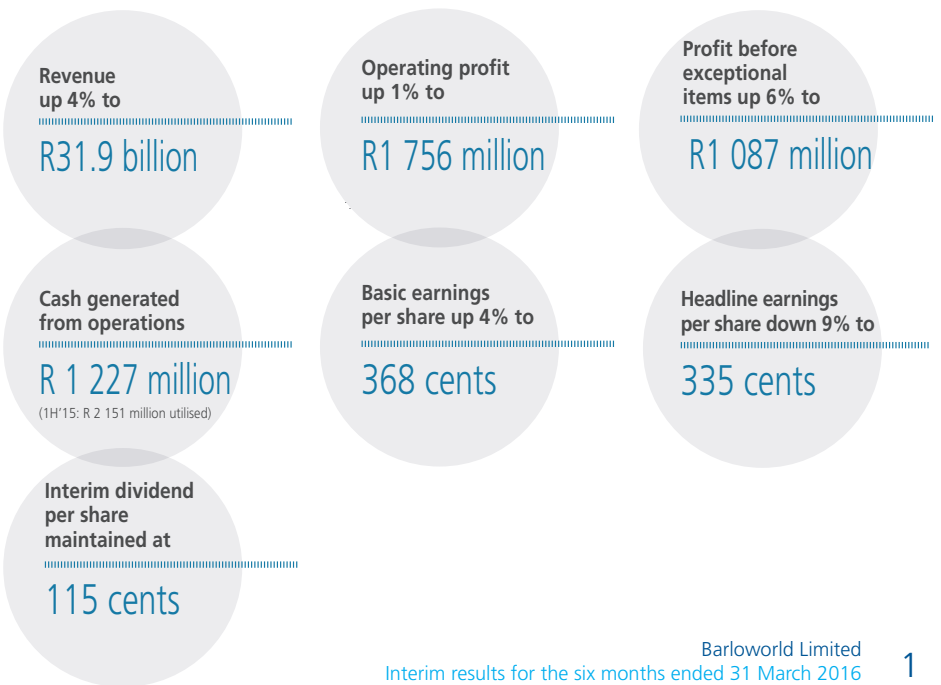 Revenue
up 4% to
R31.9 billion
Operating profit
up 1% to
R1 756 million
Profit before
exceptional
items up 6% to
R1 087 million
Cash generated
from operations
R 1 227 million
(1H'15: R 2 151 million utilised)
Basic earnings
per share up 4% to
368 cents
Headline earnings
per share down 9% to
335 cents
Interim dividend
per share
maintained at
115 cents
Barloworld Limited
Interim results for the six months ended 31 March 2016
1